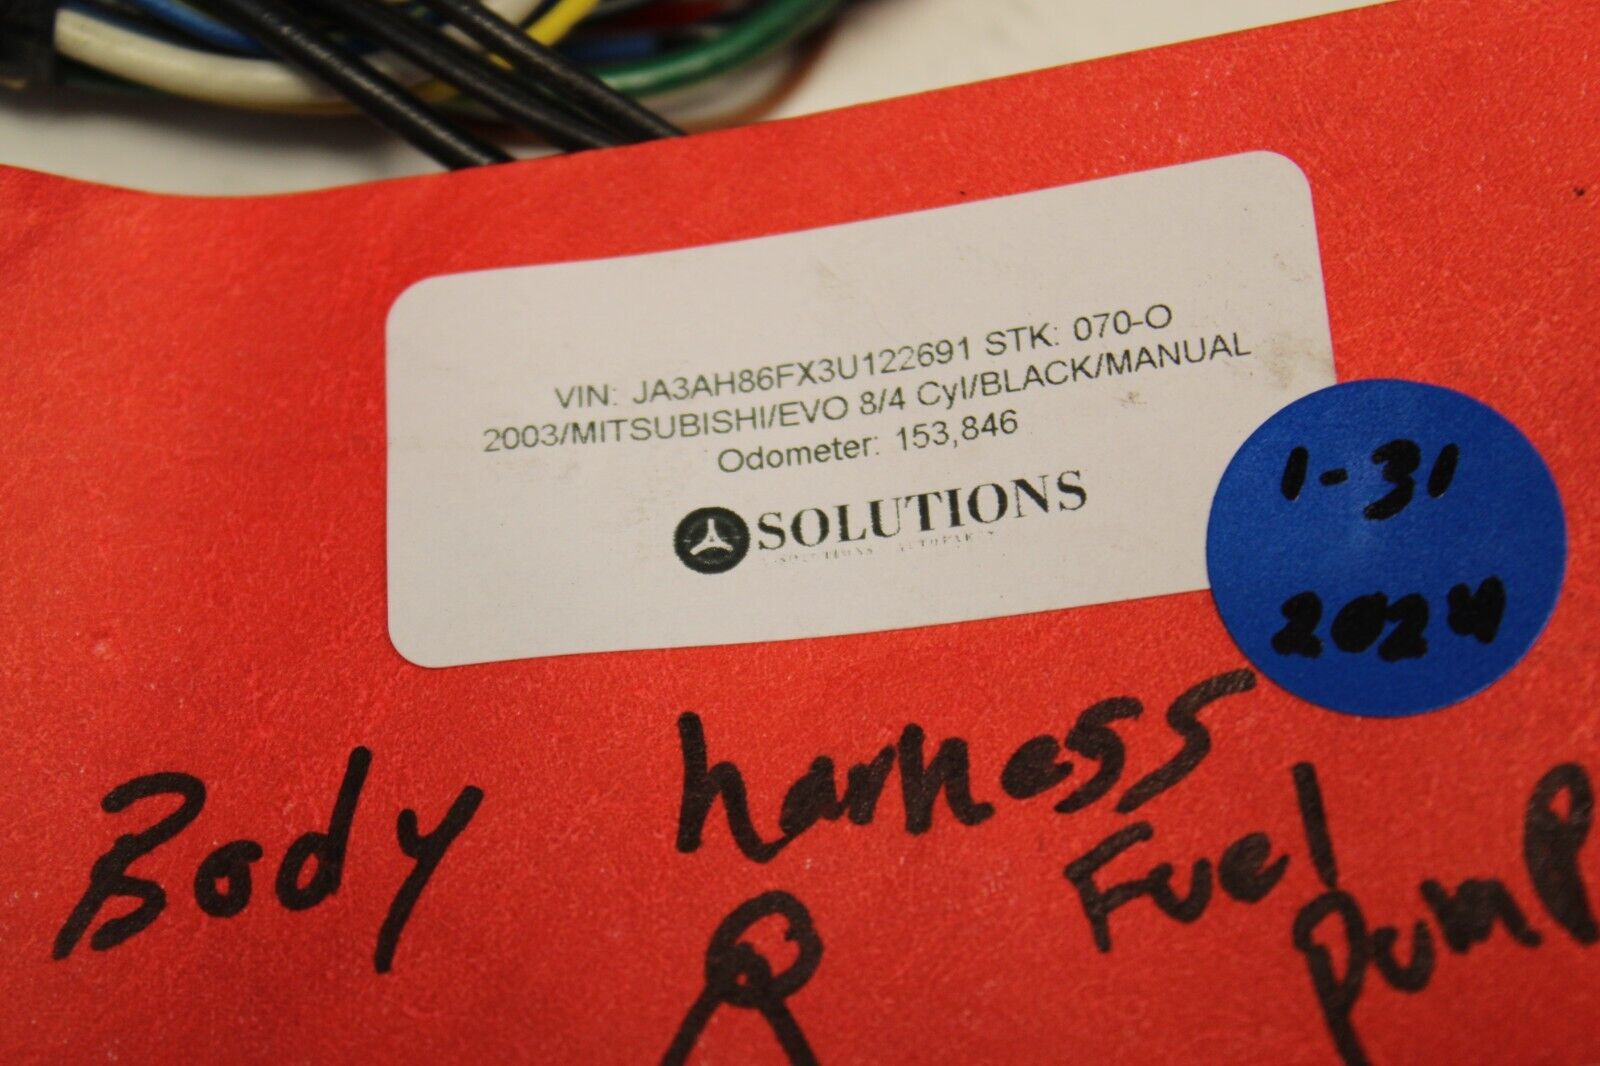 VIN: JA3AH86FX3U122691 STK: 070-O
2003/MITSUBISHI/EVO 8/4 Cyl/BLACK/MANUAL
Odometer: 153,846
SOLUTIONS
1-31
2024
Body harness
Fuel
Pump